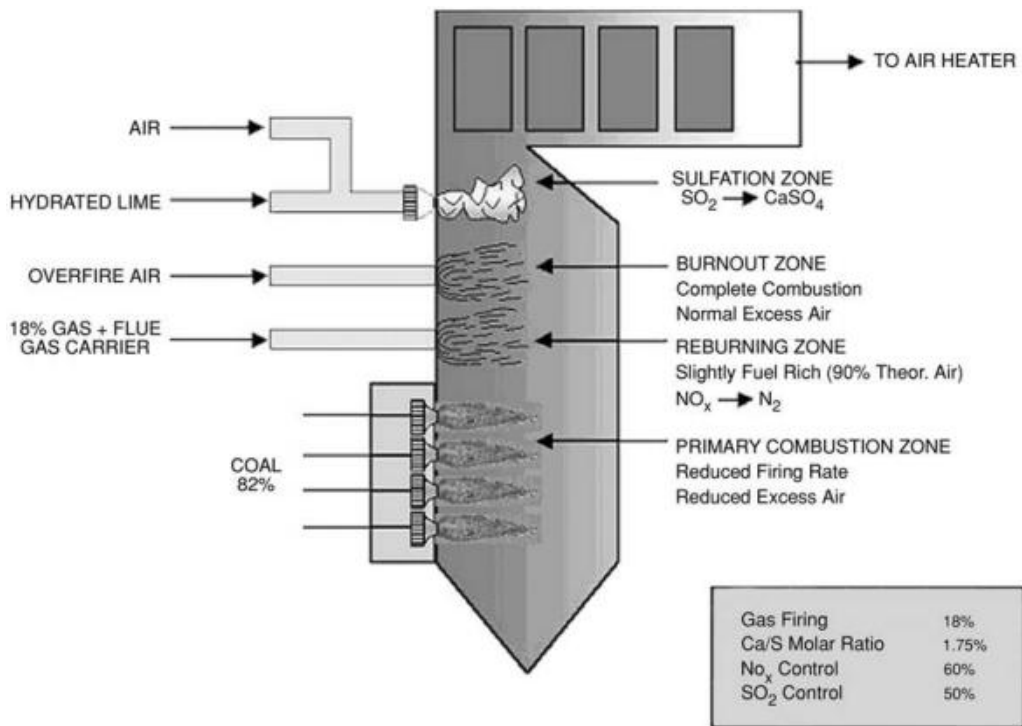 TO AIR HEATER
AIR
HYDRATED LIME
SULFATION ZONE
SO₂ → CaSO₄
OVERFIRE AIR
BURNOUT ZONE
Complete Combustion
Normal Excess Air
18% GAS + FLUE
GAS CARRIER
REBURNING ZONE
Slightly Fuel Rich (90% Theor. Air)
NOₓ → N₂
COAL
82%
PRIMARY COMBUSTION ZONE
Reduced Firing Rate
Reduced Excess Air
Gas Firing 18%
Ca/S Molar Ratio 1.75%
Noₓ Control 60%
SO₂ Control 50%